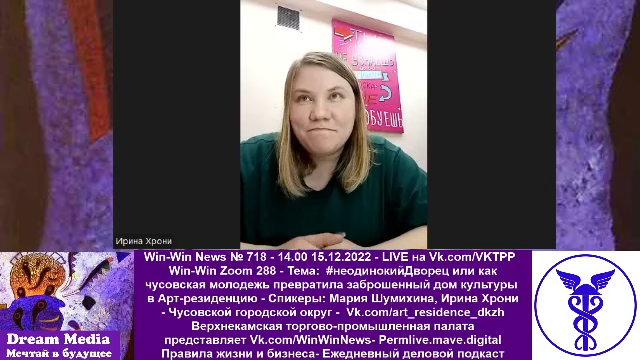 НЕ
ОБУЕШЬ
Ирина Хрони
Win-Win News № 718 - 14.00 15.12.2022 - LIVE на Vk.com/VKTPP
Win-Win Zoom 288 - Тема: #неодинокийДворец или как
чусовская молодежь превратила заброшенный дом культуры
в Арт-резиденцию - Спикеры: Мария Шумихина, Ирина Хрони
- Чусовской городской округ - Vk.com/art_residence_dkzh
Верхнекамская торгово-промышленная палата
представляет Vk.com/WinWinNews- Permlive.mave.digital
Правила жизни и бизнеса- Ежедневный деловой подкаст
Dream Media
Мечтай в будущее